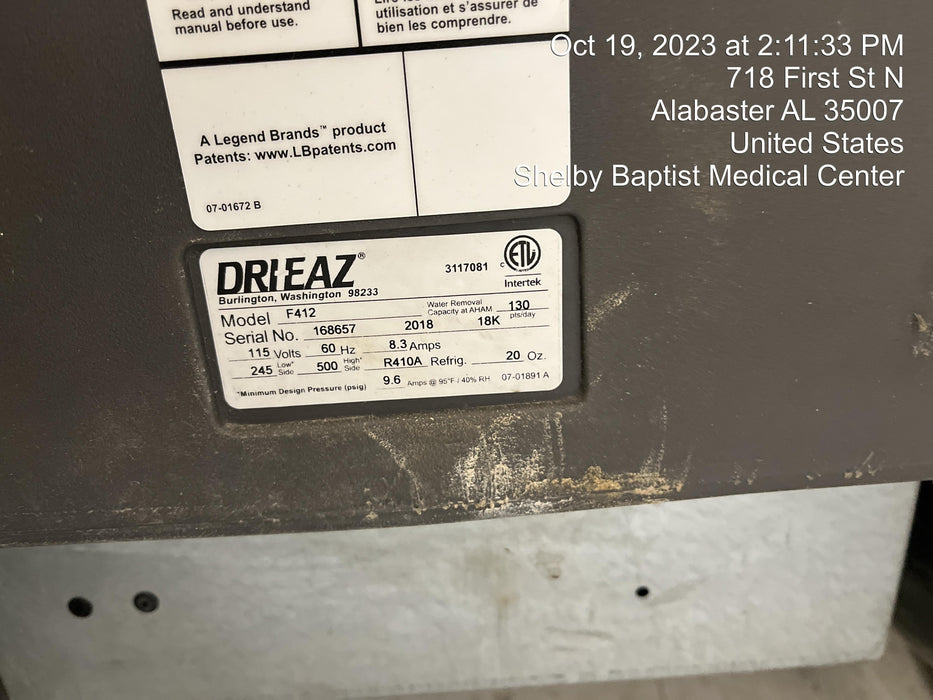 Read and understand
manual before use.
utilisation et s'assurer de
bien les comprendre.
Oct 19, 2023 at 2:11:33 PM
718 First St N
Alabaster AL 35007
United States
Shelby Baptist Medical Center
A Legend Brands™ product
Patents: www.LBpatents.com
07-01672 B
DRI-EAZ®
Burlington, Washington 98233
3117081
ETL
c
Intertek
Model F412
Water Removal Capacity at AHAM 130 pts/day
Serial No. 168657 2018 18K
115 Volts 60 Hz 8.3 Amps
245 Low* Side 500 High* Side R410A Refrig. 20 Oz.
*Minimum Design Pressure (psig) 9.6 Amps @ 95°F / 40% RH 07-01891 A